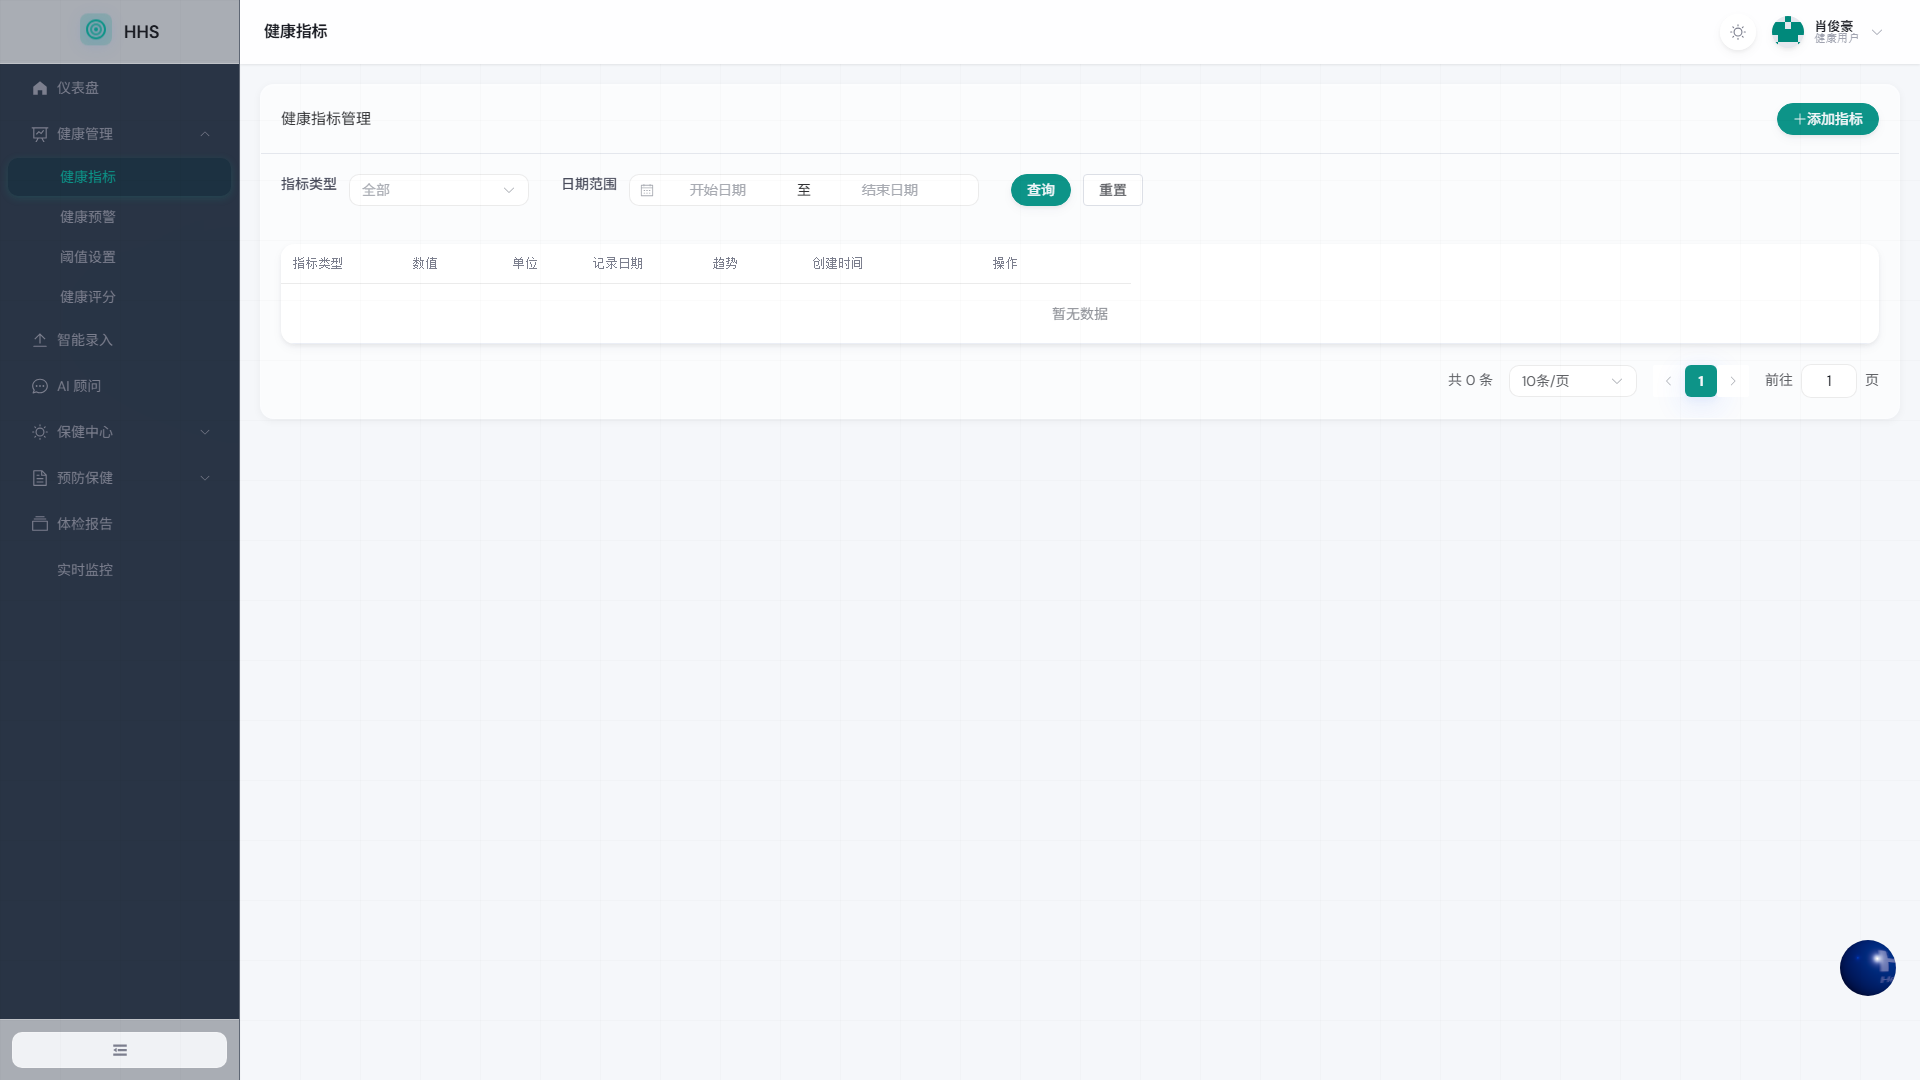 HHS
健康指标
肖俊豪
健康用户
仪表盘
健康管理
健康指标
健康预警
阈值设置
健康评分
智能录入
AI 顾问
保健中心
预防保健
体检报告
实时监控
健康指标管理
添加指标
指标类型 全部 日期范围 开始日期 至 结束日期 查询 重置
指标类型 数值 单位 记录日期 趋势 创建时间 操作
暂无数据
共 0 条 10条/页 1 前往 1 页